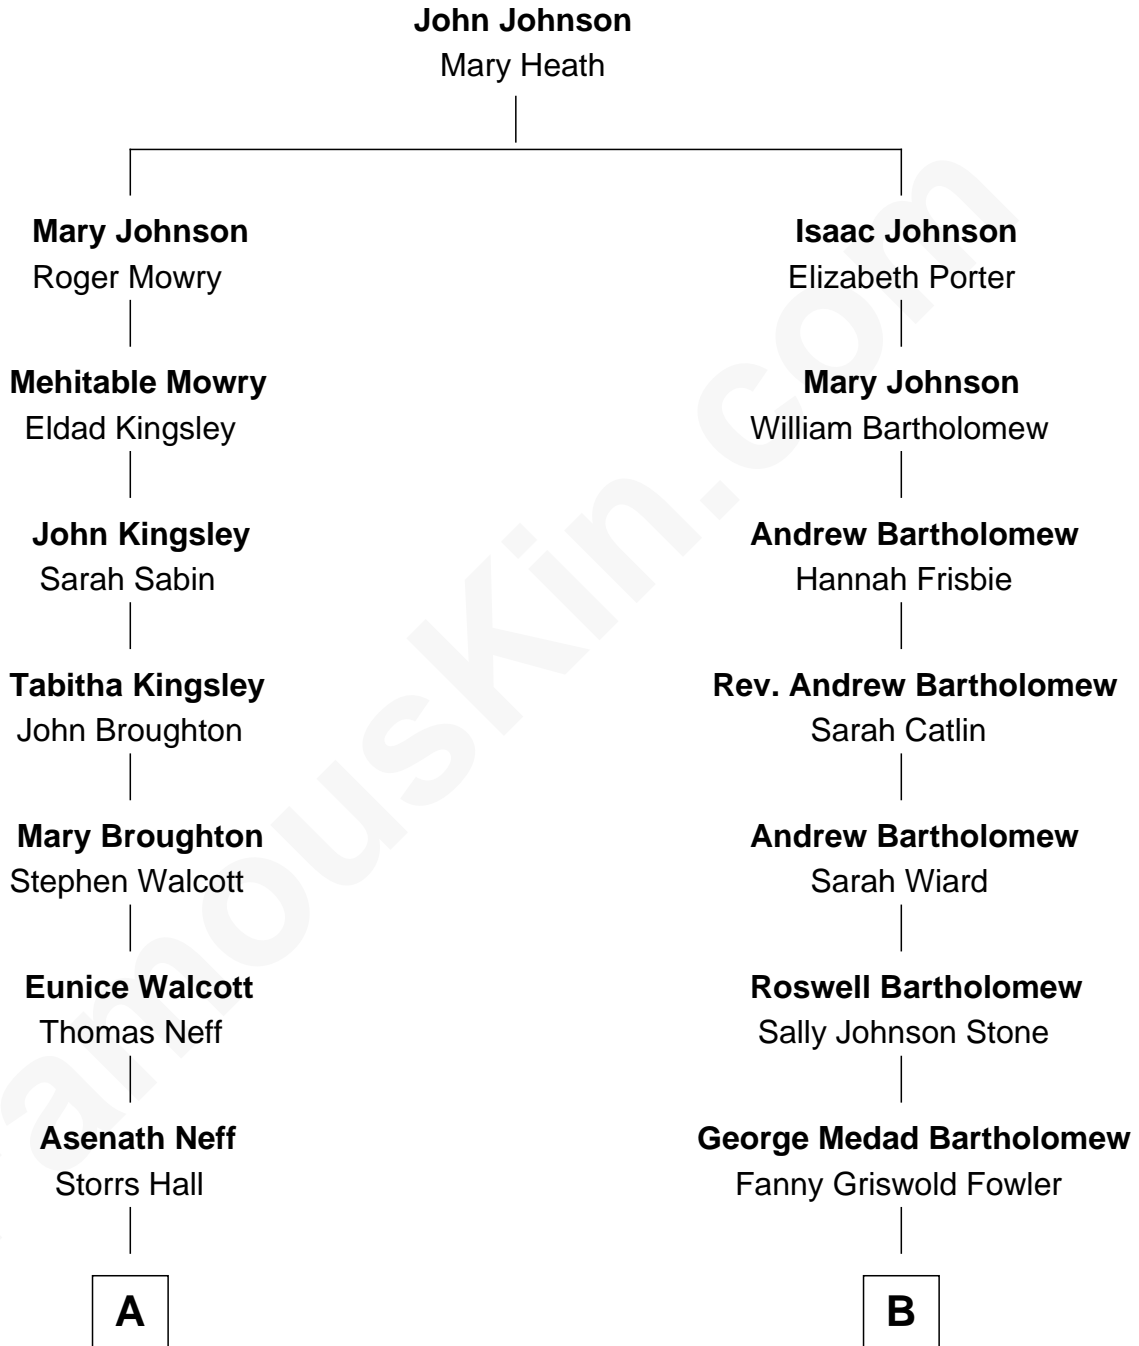 John Johnson
Mary Heath
Mary Johnson
Roger Mowry
Isaac Johnson
Elizabeth Porter
Mehitable Mowry
Eldad Kingsley
Mary Johnson
William Bartholomew
John Kingsley
Sarah Sabin
Andrew Bartholomew
Hannah Frisbie
Tabitha Kingsley
John Broughton
Rev. Andrew Bartholomew
Sarah Catlin
Mary Broughton
Stephen Walcott
Andrew Bartholomew
Sarah Wiard
Eunice Walcott
Thomas Neff
Roswell Bartholomew
Sally Johnson Stone
Asenath Neff
Storrs Hall
George Medad Bartholomew
Fanny Griswold Fowler
A
B
amouskin.com